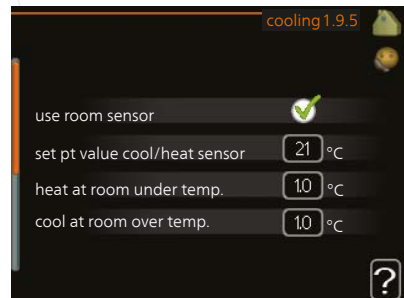 cooling 1.9.5
use room sensor
set pt value cool/heat sensor 21 °C
heat at room under temp. 1.0 °C
cool at room over temp. 1.0 °C
?